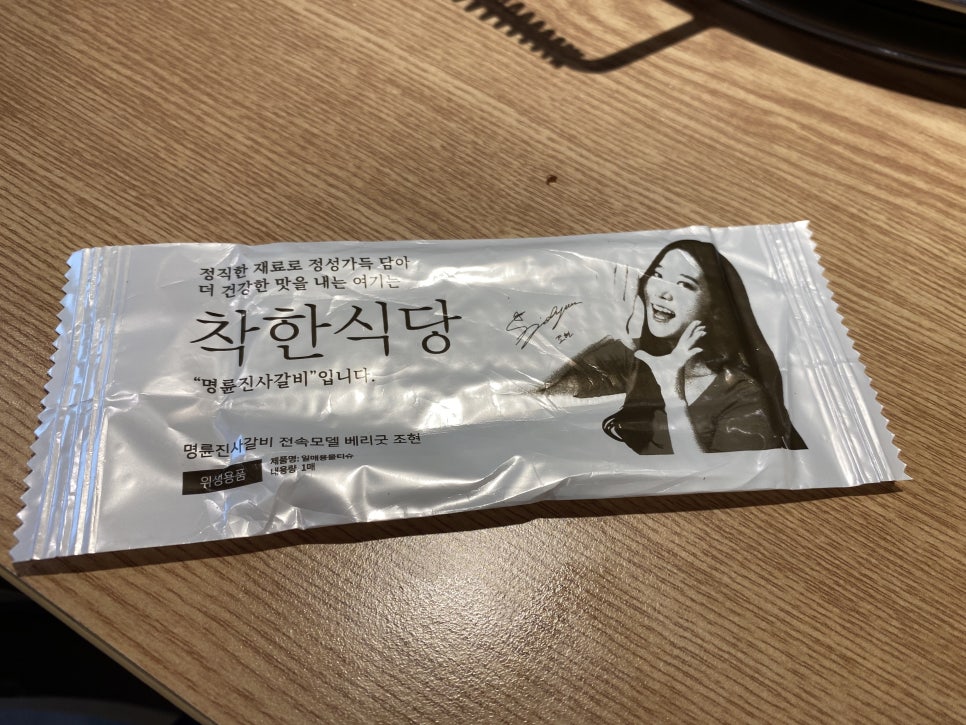 정직한 재료로 정성가득 담아
더 건강한 맛을 내는 여기는
착한식당
“명륜진사갈비”입니다.
조현
명륜진사갈비 전속모델 베리굿 조현
위생용품
제품명: 일매용물티슈
내용량: 1매